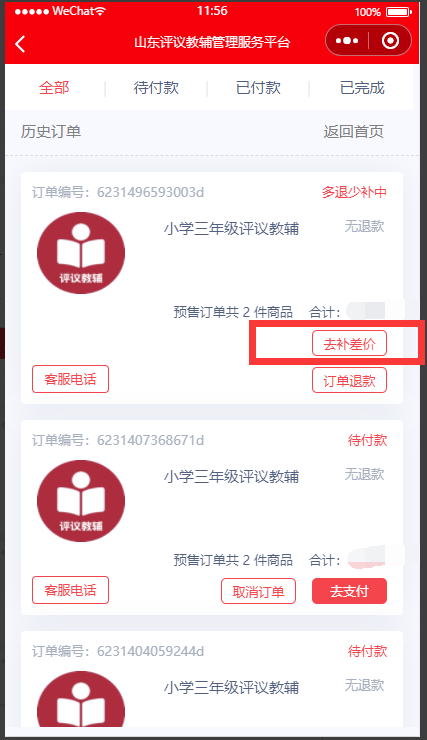 WeChat 11:56 100%
山东评议教辅管理服务平台
全部 待付款 已付款 已完成
历史订单 返回首页
订单编号：6231496593003d 多退少补中
小学三年级评议教辅 无退款
评议教辅
预售订单共 2 件商品 合计：
去补差价
客服电话 订单退款
订单编号：6231407368671d 待付款
小学三年级评议教辅 无退款
评议教辅
预售订单共 2 件商品 合计：
客服电话 取消订单 去支付
订单编号：6231404059244d 待付款
小学三年级评议教辅 无退款
评议教辅